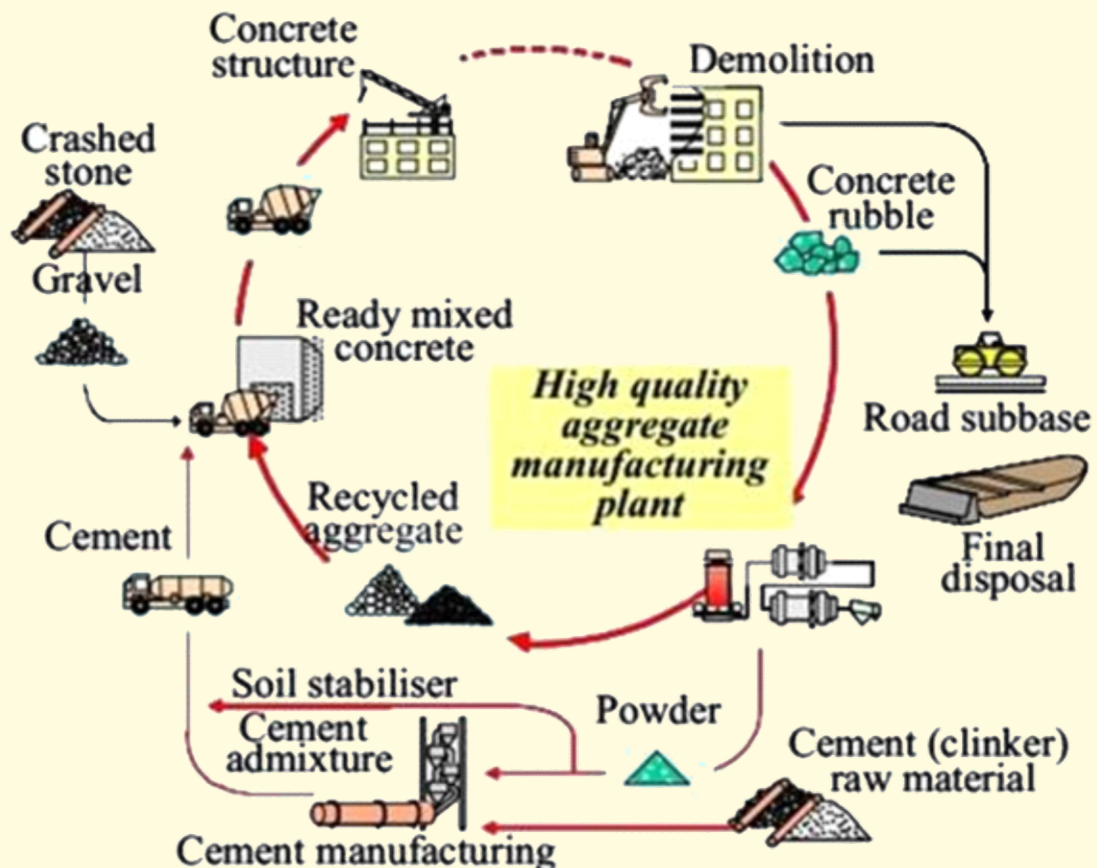 Concrete
structure
Demolition
Crashed
stone
Concrete
rubble
Gravel
Ready mixed
concrete
High quality
aggregate
manufacturing
plant
Road subbase
Recycled
aggregate
Cement
Final
disposal
Soil stabiliser
Powder
Cement
admixture
Cement (clinker)
raw material
Cement manufacturing